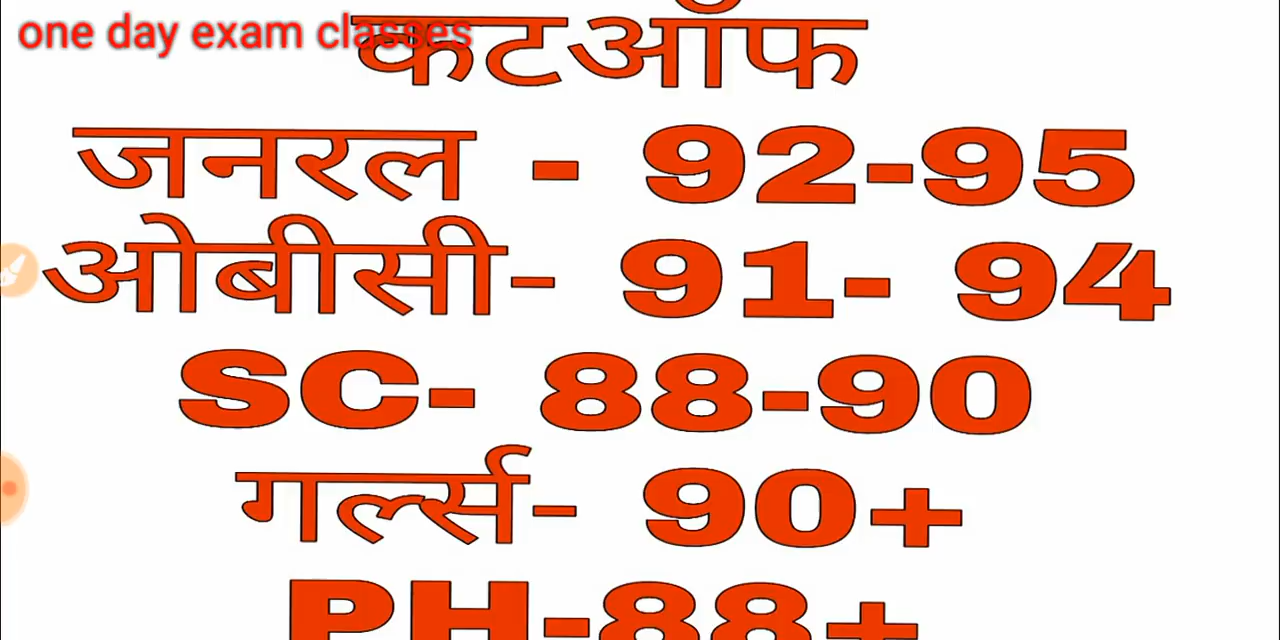 one day exam classes
कटऑफ
जनरल - 92-95
ओबीसी- 91- 94
SC- 88-90
गर्ल्स- 90+
PH-88+